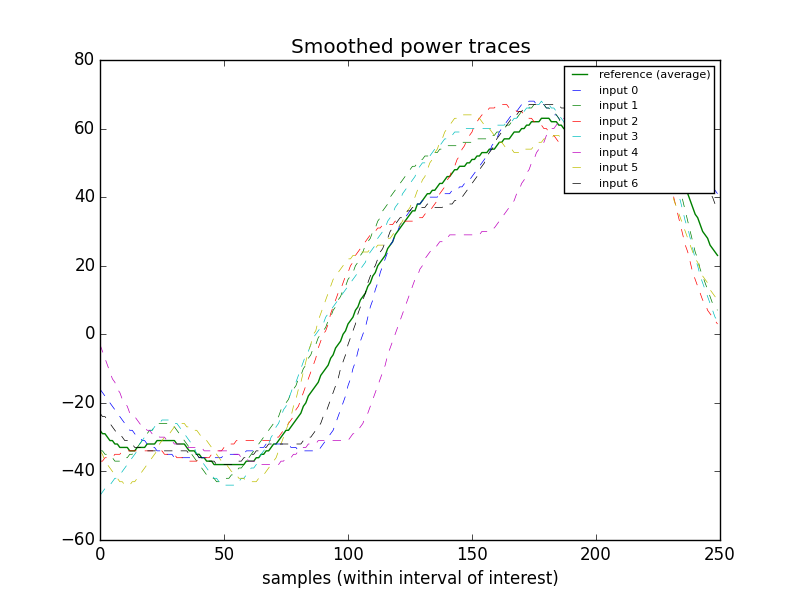 Smoothed power traces
80
60
40
20
0
−20
−40
−60
0
50
100
150
200
250
samples (within interval of interest)
reference (average)
input 0
input 1
input 2
input 3
input 4
input 5
input 6